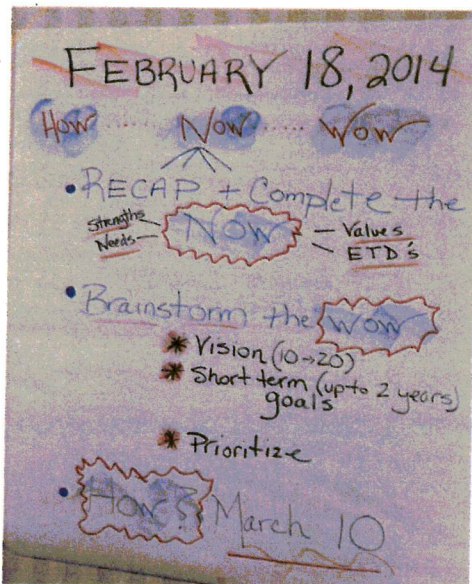 FEBRUARY 18, 2014
How ..... Now ..... Wow
• RECAP + Complete the
Strengths — NOW — Values
Needs — ETD's
• Brainstorm the WOW
* Vision (10→20)
* Short term (up to 2 years)
goals
* Prioritize
• How? March 10